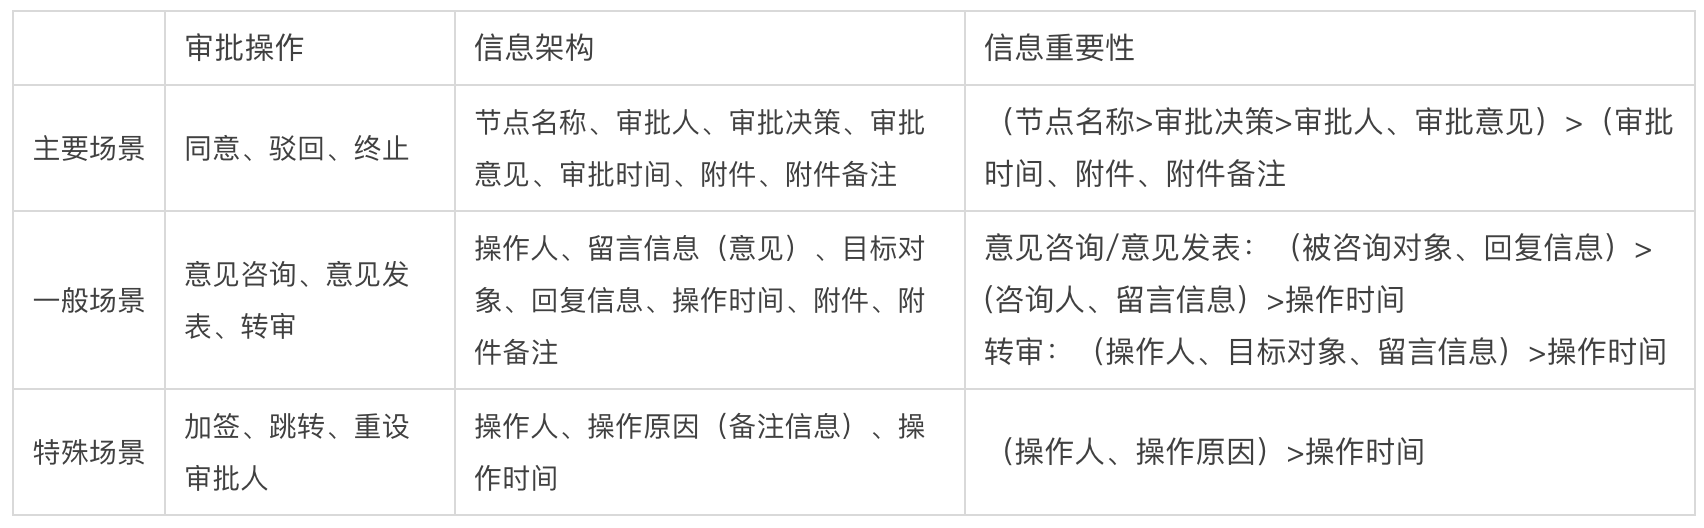 审批操作
信息架构
信息重要性
主要场景
同意、驳回、终止
节点名称、审批人、审批决策、审批
意见、审批时间、附件、附件备注
（节点名称>审批决策>审批人、审批意见）>（审批
时间、附件、附件备注
一般场景
意见咨询、意见发
表、转审
操作人、留言信息（意见）、目标对
象、回复信息、操作时间、附件、附
件备注
意见咨询/意见发表：（被咨询对象、回复信息）>
(咨询人、留言信息）>操作时间
转审：（操作人、目标对象、留言信息）>操作时间
特殊场景
加签、跳转、重设
审批人
操作人、操作原因（备注信息）、操
作时间
（操作人、操作原因）>操作时间